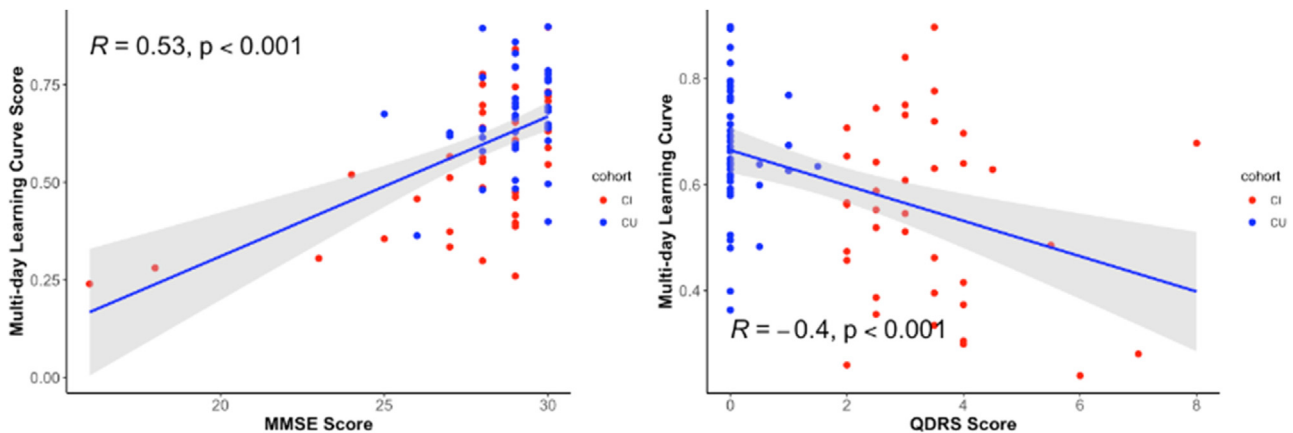 R = 0.53, p < 0.001
Multi-day Learning Curve Score
0.75
0.50
0.25
0.00
20
25
30
MMSE Score
cohort
CI
CU
R = −0.4, p < 0.001
Multi-day Learning Curve
0.8
0.6
0.4
0
2
4
6
8
QDRS Score
cohort
CI
CU